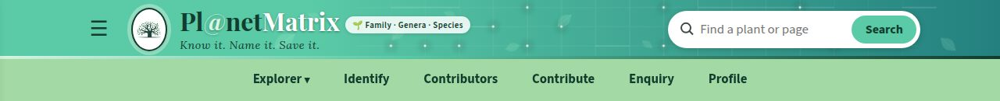 Pl@netMatrix
🌱 Family · Genera · Species
Know it. Name it. Save it.
Find a plant or page
Search
Explorer ▾
Identify
Contributors
Contribute
Enquiry
Profile